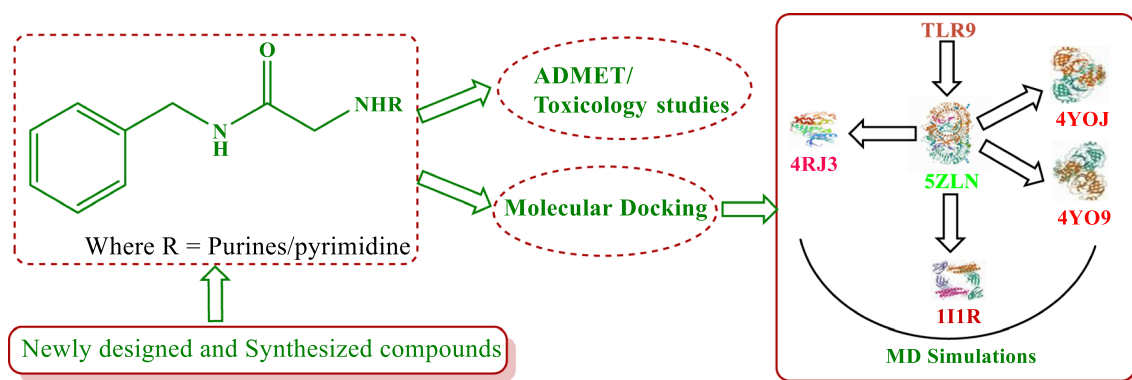 O
NHR
N
H
Where R = Purines/pyrimidine
Newly designed and Synthesized compounds
ADMET/
Toxicology studies
Molecular Docking
TLR9
4YOJ
4RJ3
5ZLN
4YO9
1I1R
MD Simulations